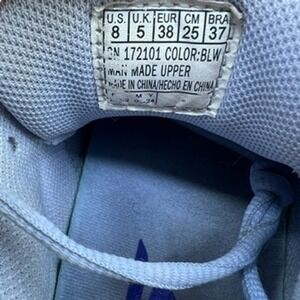 U.S. U.K. EUR CM BRA
8 5 38 25 37
SN 172101 COLOR:BLW
MAN MADE UPPER
MADE IN CHINA/HECHO EN CHINA